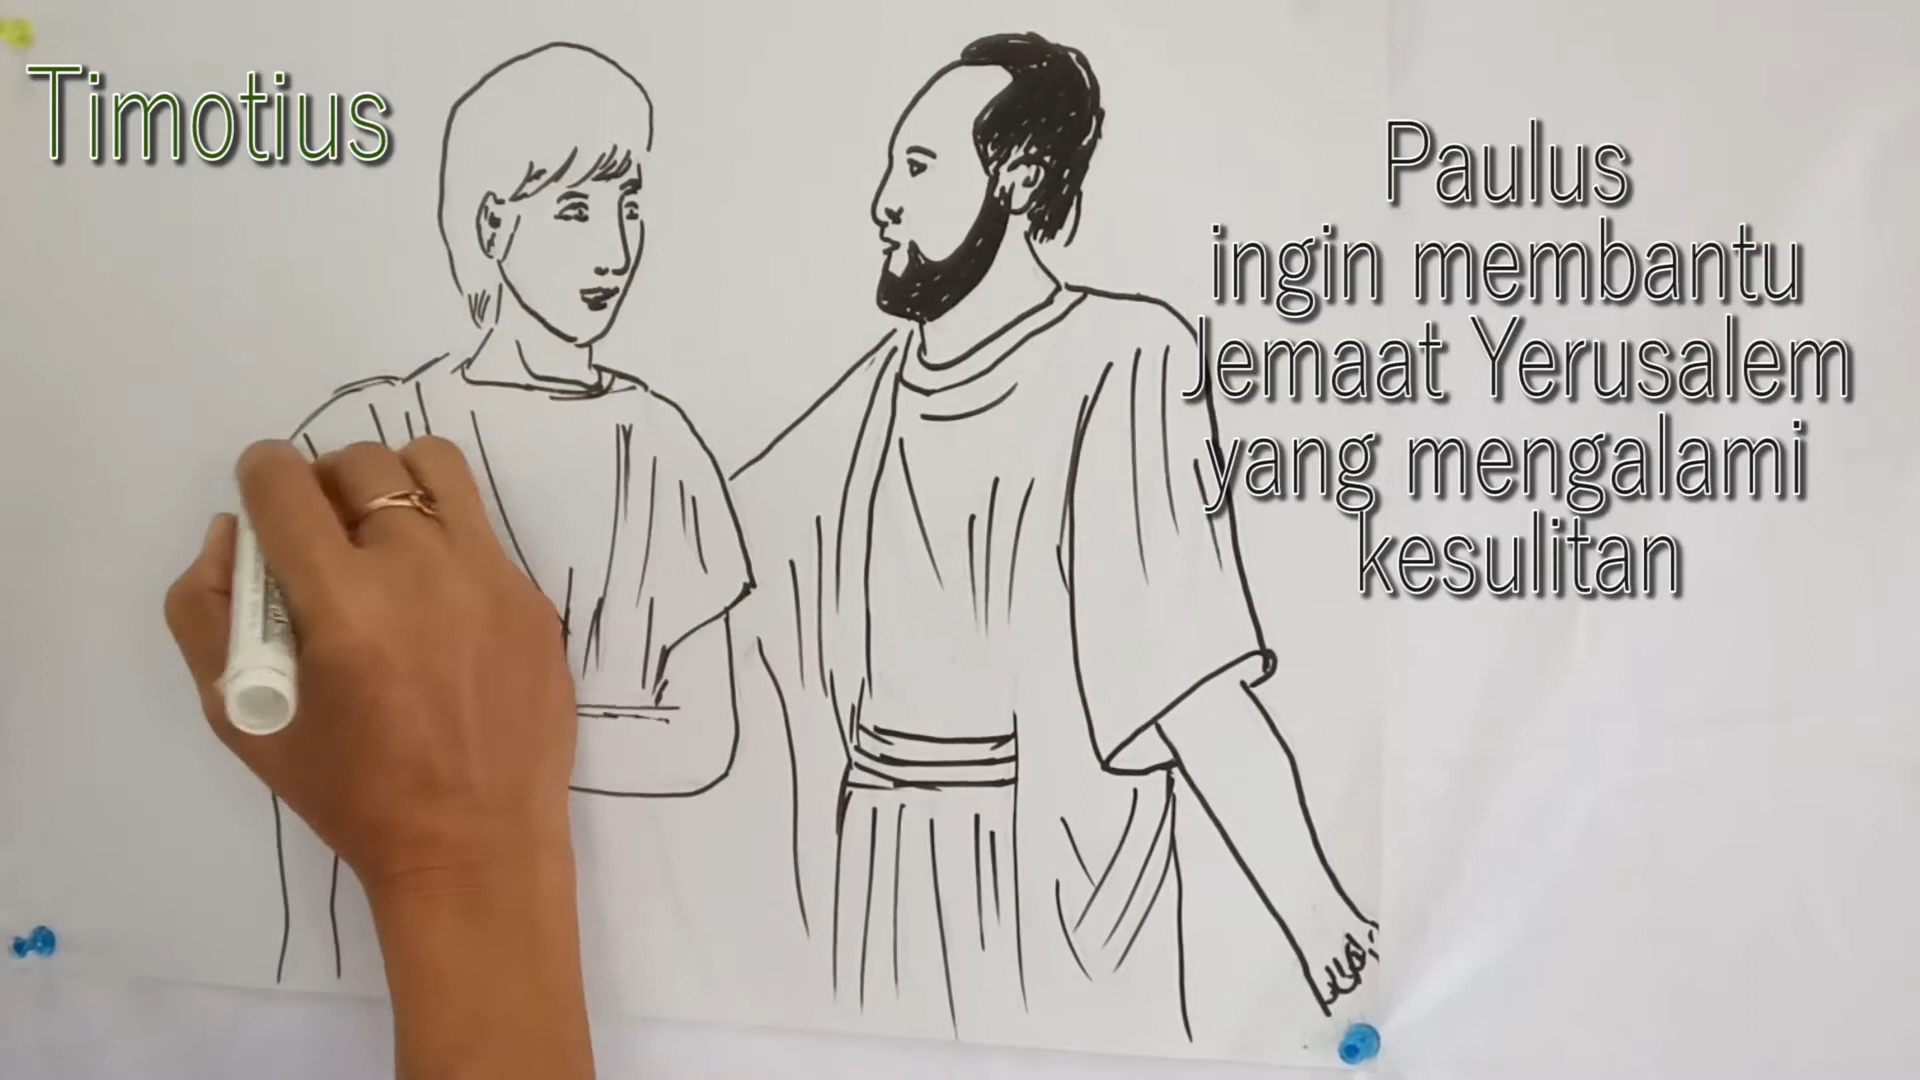 Timotius
Paulus
ingin membantu
Jemaat Yerusalem
yang mengalami
kesulitan